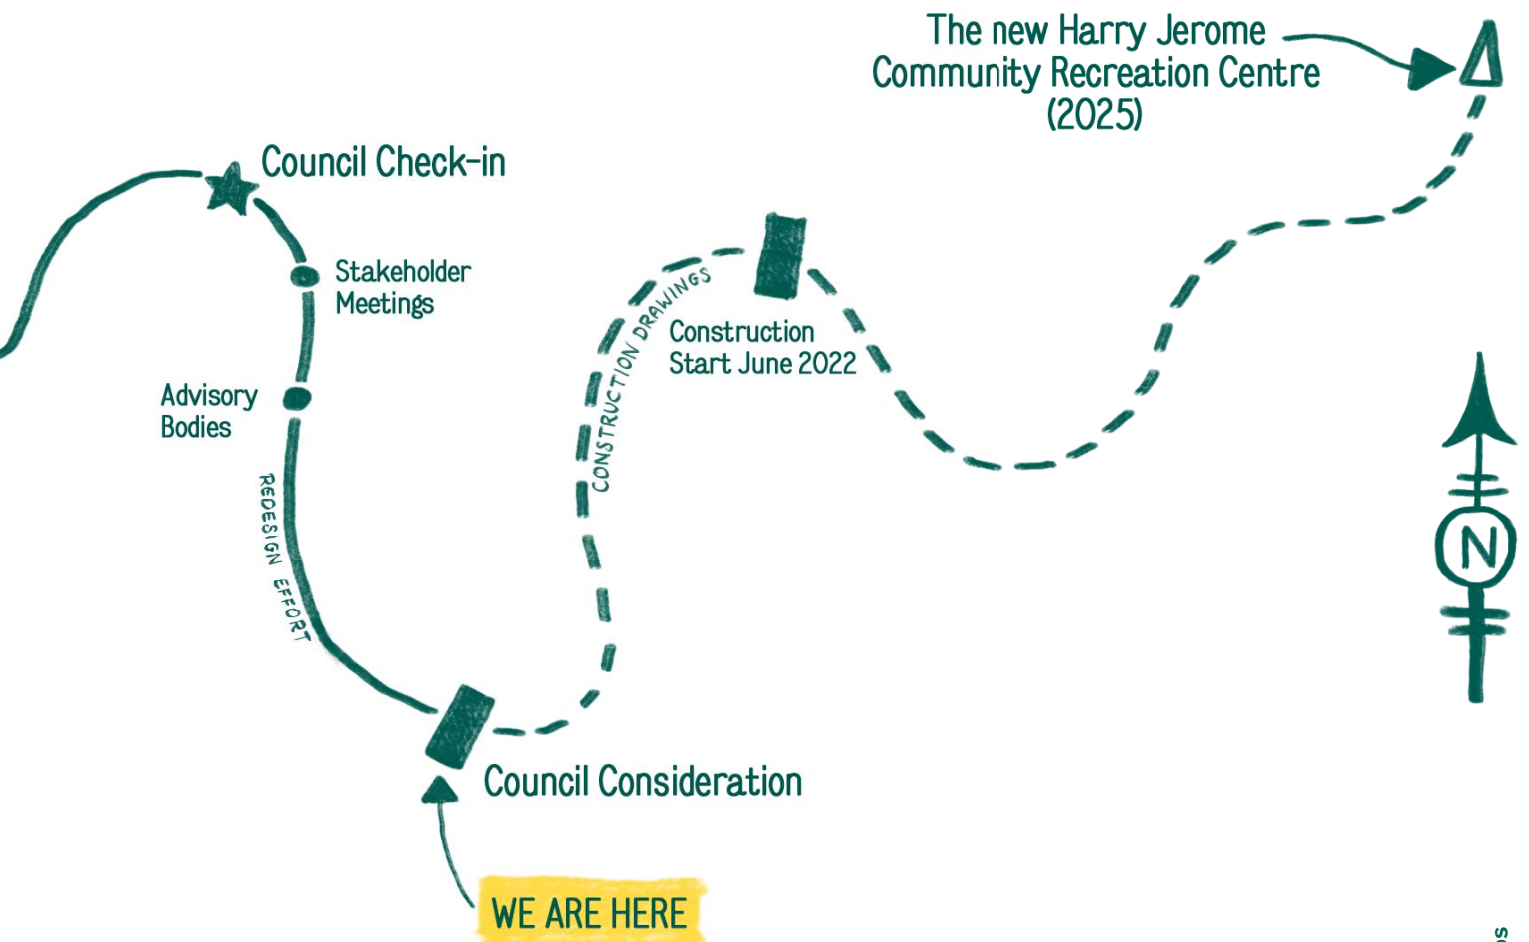 The new Harry Jerome
Community Recreation Centre
(2025)
Council Check-in
Stakeholder
Meetings
Advisory
Bodies
REDESIGN EFFORT
CONSTRUCTION DRAWINGS
Construction
Start June 2022
N
Council Consideration
WE ARE HERE